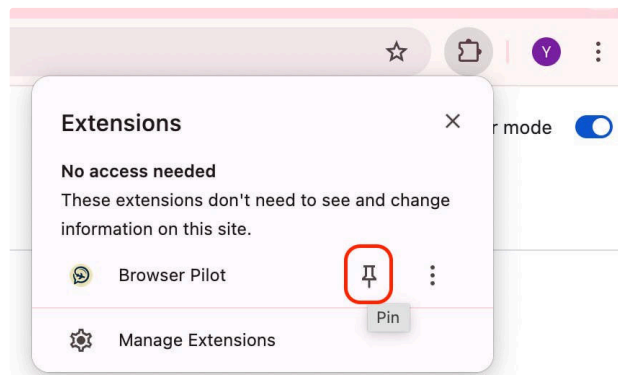 Y
Extensions
r mode
No access needed
These extensions don't need to see and change
information on this site.
Browser Pilot
Pin
Manage Extensions